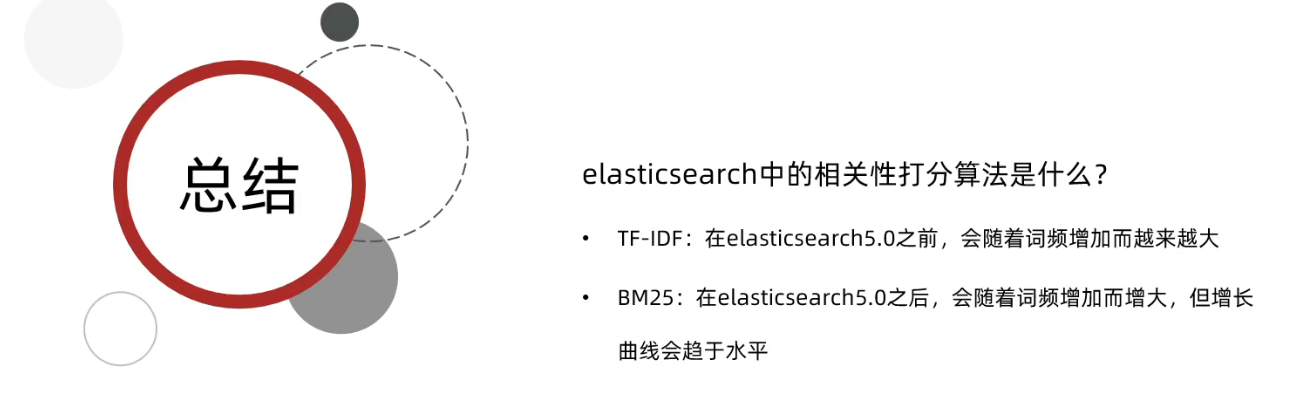 总结
elasticsearch中的相关性打分算法是什么？
• TF-IDF：在elasticsearch5.0之前，会随着词频增加而越来越大
• BM25：在elasticsearch5.0之后，会随着词频增加而增大，但增长
曲线会趋于水平